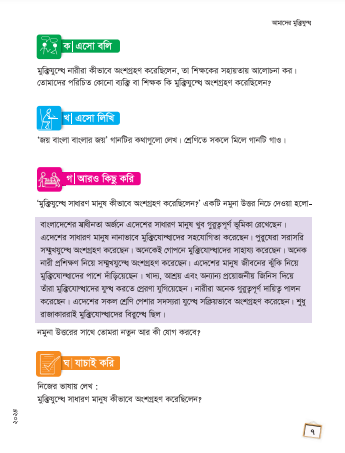 আমাদের মুক্তিযুদ্ধ
ক এসো বলি
মুক্তিযুদ্ধে নারীরা কীভাবে অংশগ্রহণ করেছিলেন, তা শিক্ষকের সহায়তায় আলোচনা কর।
তোমাদের পরিচিত কোনো ব্যক্তি বা শিক্ষক কি মুক্তিযুদ্ধে অংশগ্রহণ করেছিলেন?
খ এসো লিখি
‘জয় বাংলা বাংলার জয়’ গানটির কথাগুলো লেখ। শ্রেণিতে সকলে মিলে গানটি গাও।
গ আরও কিছু করি
‘মুক্তিযুদ্ধে সাধারণ মানুষ কীভাবে অংশগ্রহণ করেছিলেন?’ একটি নমুনা উত্তর নিচে দেওয়া হলো–
বাংলাদেশের স্বাধীনতা অর্জনে এদেশের সাধারণ মানুষ খুব গুরুত্বপূর্ণ ভূমিকা রেখেছেন।
এদেশের সাধারণ মানুষ নানাভাবে মুক্তিযোদ্ধাদের সহযোগিতা করেছেন। পুরুষেরা সরাসরি
সম্মুখযুদ্ধে অংশগ্রহণ করেছেন। অনেকেই গোপনে মুক্তিযোদ্ধাদের সাহায্য করেছেন। অনেক
নারী প্রশিক্ষণ নিয়ে সম্মুখযুদ্ধে অংশগ্রহণ করেছেন। এদেশের মানুষ জীবনের ঝুঁকি নিয়ে
মুক্তিযোদ্ধাদের পাশে দাঁড়িয়েছেন। খাদ্য, আশ্রয় এবং অন্যান্য প্রয়োজনীয় জিনিস দিয়ে
তাঁরা মুক্তিযোদ্ধাদের যুদ্ধ করতে প্রেরণা যুগিয়েছেন। নারীরা অনেক গুরুত্বপূর্ণ দায়িত্ব পালন
করেছেন। এদেশের সকল শ্রেণি পেশার সদস্যরা যুদ্ধে সক্রিয়ভাবে অংশগ্রহণ করেছেন। শুধু
রাজাকাররাই মুক্তিযোদ্ধাদের বিরুদ্ধে ছিল।
নমুনা উত্তরের সাথে তোমরা নতুন আর কী যোগ করবে?
ঘ যাচাই করি
নিজের ভাষায় লেখ :
মুক্তিযুদ্ধে সাধারণ মানুষ কীভাবে অংশগ্রহণ করেছিলেন?
২০২৪
৭